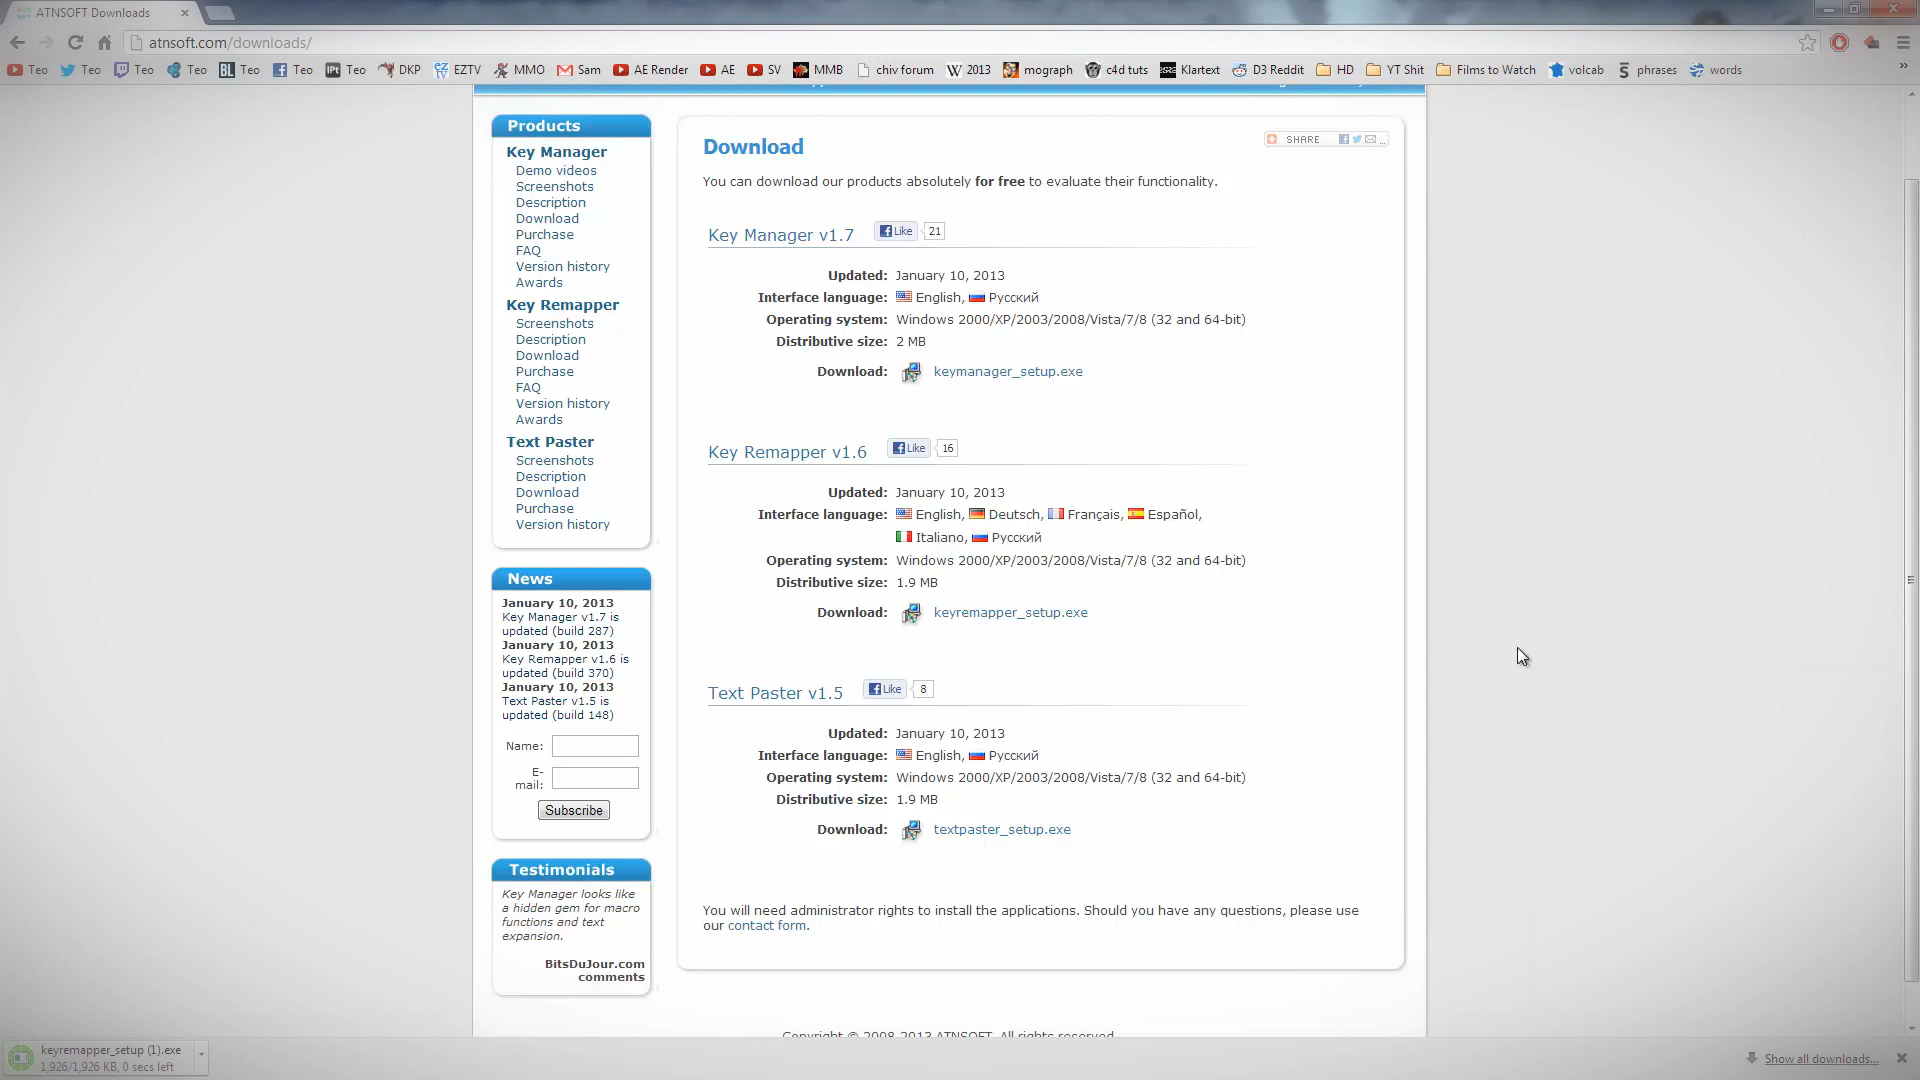 ATNSOFT Downloads
atnsoft.com/downloads/
Teo Teo Teo Teo Teo Teo Teo DKP EZTV MMO Sam AE Render AE SV MMB chiv forum 2013 mograph c4d tuts Klartext D3 Reddit HD YT Shit Films to Watch volcab phrases words
Products
Key Manager
Demo videos
Screenshots
Description
Download
Purchase
FAQ
Version history
Awards
Key Remapper
Screenshots
Description
Download
Purchase
FAQ
Version history
Awards
Text Paster
Screenshots
Description
Download
Purchase
Version history
News
January 10, 2013
Key Manager v1.7 is
updated (build 287)
January 10, 2013
Key Remapper v1.6 is
updated (build 370)
January 10, 2013
Text Paster v1.5 is
updated (build 148)
Name:
E-
mail:
Subscribe
Testimonials
Key Manager looks like
a hidden gem for macro
functions and text
expansion.
BitsDuJour.com
comments
Download
SHARE ...
You can download our products absolutely for free to evaluate their functionality.
Key Manager v1.7 Like 21
Updated: January 10, 2013
Interface language: English, Русский
Operating system: Windows 2000/XP/2003/2008/Vista/7/8 (32 and 64-bit)
Distributive size: 2 MB
Download: keymanager_setup.exe
Key Remapper v1.6 Like 16
Updated: January 10, 2013
Interface language: English, Deutsch, Français, Español,
Italiano, Русский
Operating system: Windows 2000/XP/2003/2008/Vista/7/8 (32 and 64-bit)
Distributive size: 1.9 MB
Download: keyremapper_setup.exe
Text Paster v1.5 Like 8
Updated: January 10, 2013
Interface language: English, Русский
Operating system: Windows 2000/XP/2003/2008/Vista/7/8 (32 and 64-bit)
Distributive size: 1.9 MB
Download: textpaster_setup.exe
You will need administrator rights to install the applications. Should you have any questions, please use
our contact form.
Copyright © 2008-2013 ATNSOFT. All rights reserved.
keyremapper_setup (1).exe
1,926/1,926 KB, 0 secs left
Show all downloads...